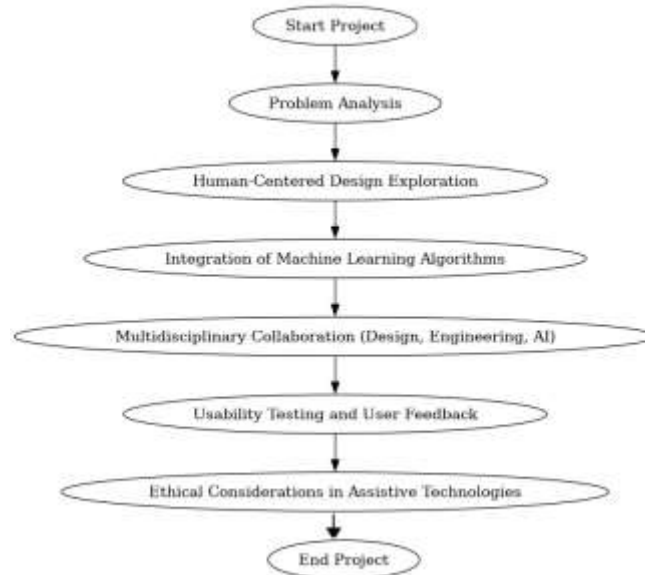 Start Project
Problem Analysis
Human-Centered Design Exploration
Integration of Machine Learning Algorithms
Multidisciplinary Collaboration (Design, Engineering, AI)
Usability Testing and User Feedback
Ethical Considerations in Assistive Technologies
End Project